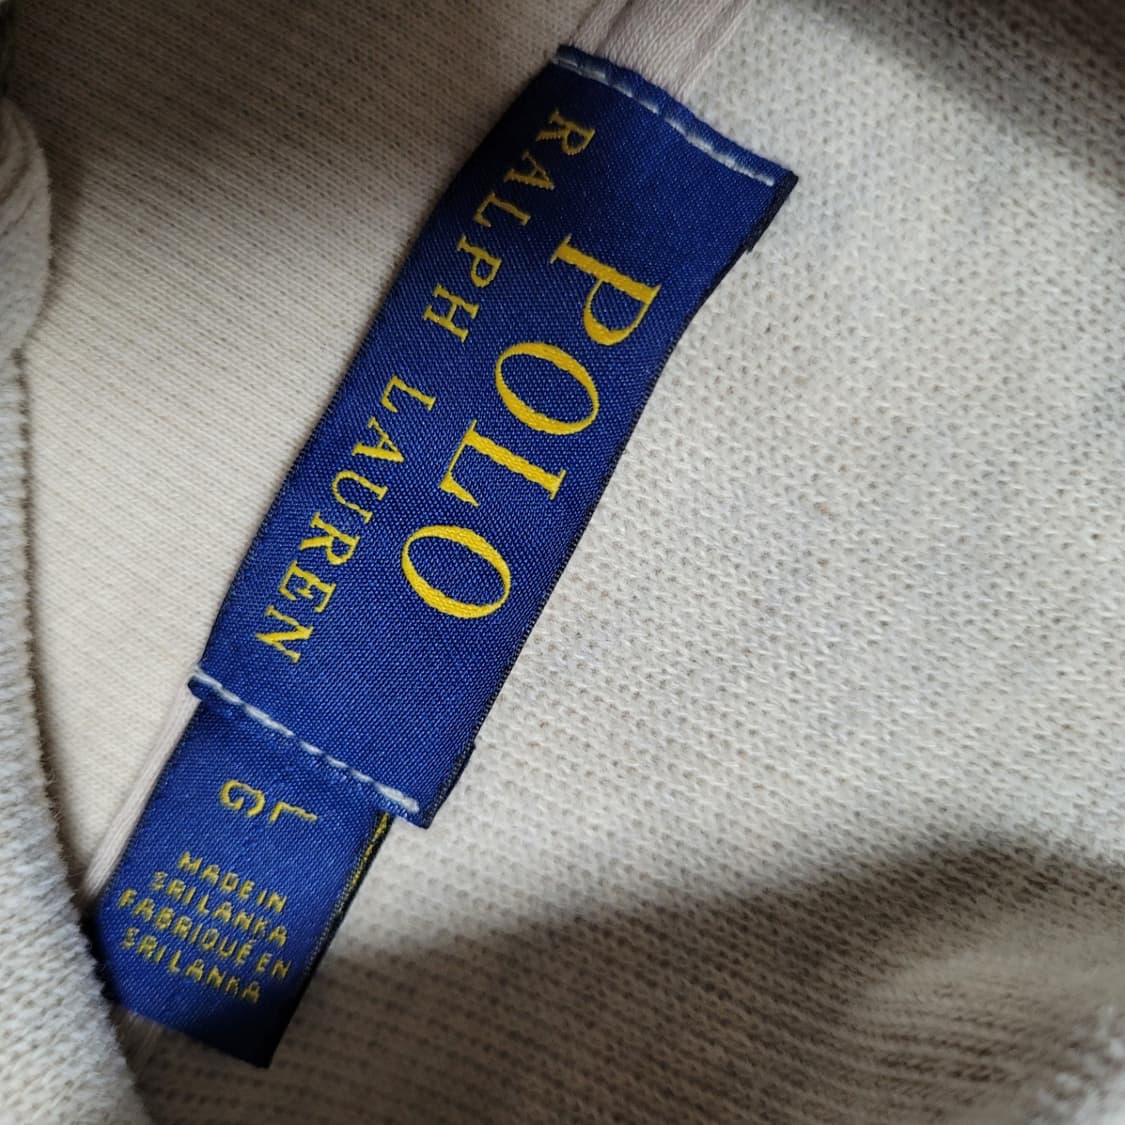 POLO
RALPH LAUREN
L
G
MADE IN
SRI LANKA
FABRIQUÉ EN
SRI LANKA